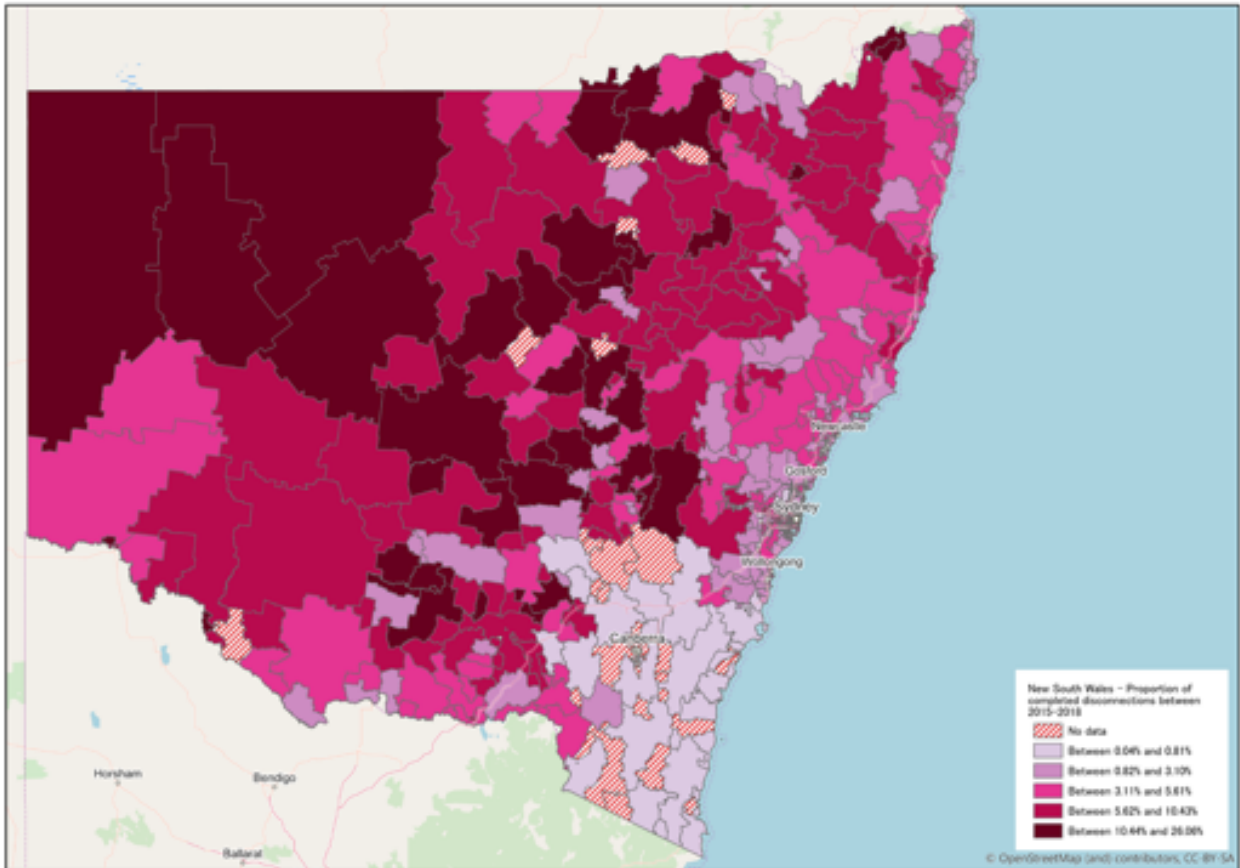 Newcastle
Gosford
Sydney
Wollongong
Canberra
Horsham
Bendigo
Ballarat
New South Wales - Proportion of
completed disconnections between
2015-2018
No data
Between 0.04% and 0.81%
Between 0.82% and 3.10%
Between 3.11% and 5.61%
Between 5.62% and 10.43%
Between 10.44% and 26.06%
© OpenStreetMap (and) contributors, CC-BY-SA